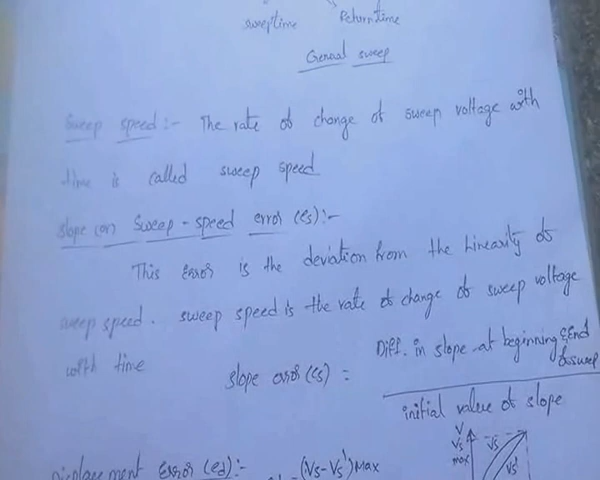 sweeptime Return time
General sweep
Sweep speed:- The rate of change of sweep voltage with
time is called sweep speed
slope (or) Sweep-speed error (es):-
This Error is the deviation from the Linearity of
sweep speed. sweep speed is the rate of change of sweep voltage
with time
slope error (es) = Diff. in slope at beginning & End of sweep
initial value of slope
V
Vs max
Vs
Vs'
Displacement Error (ed):-
(Vs-Vs')Max